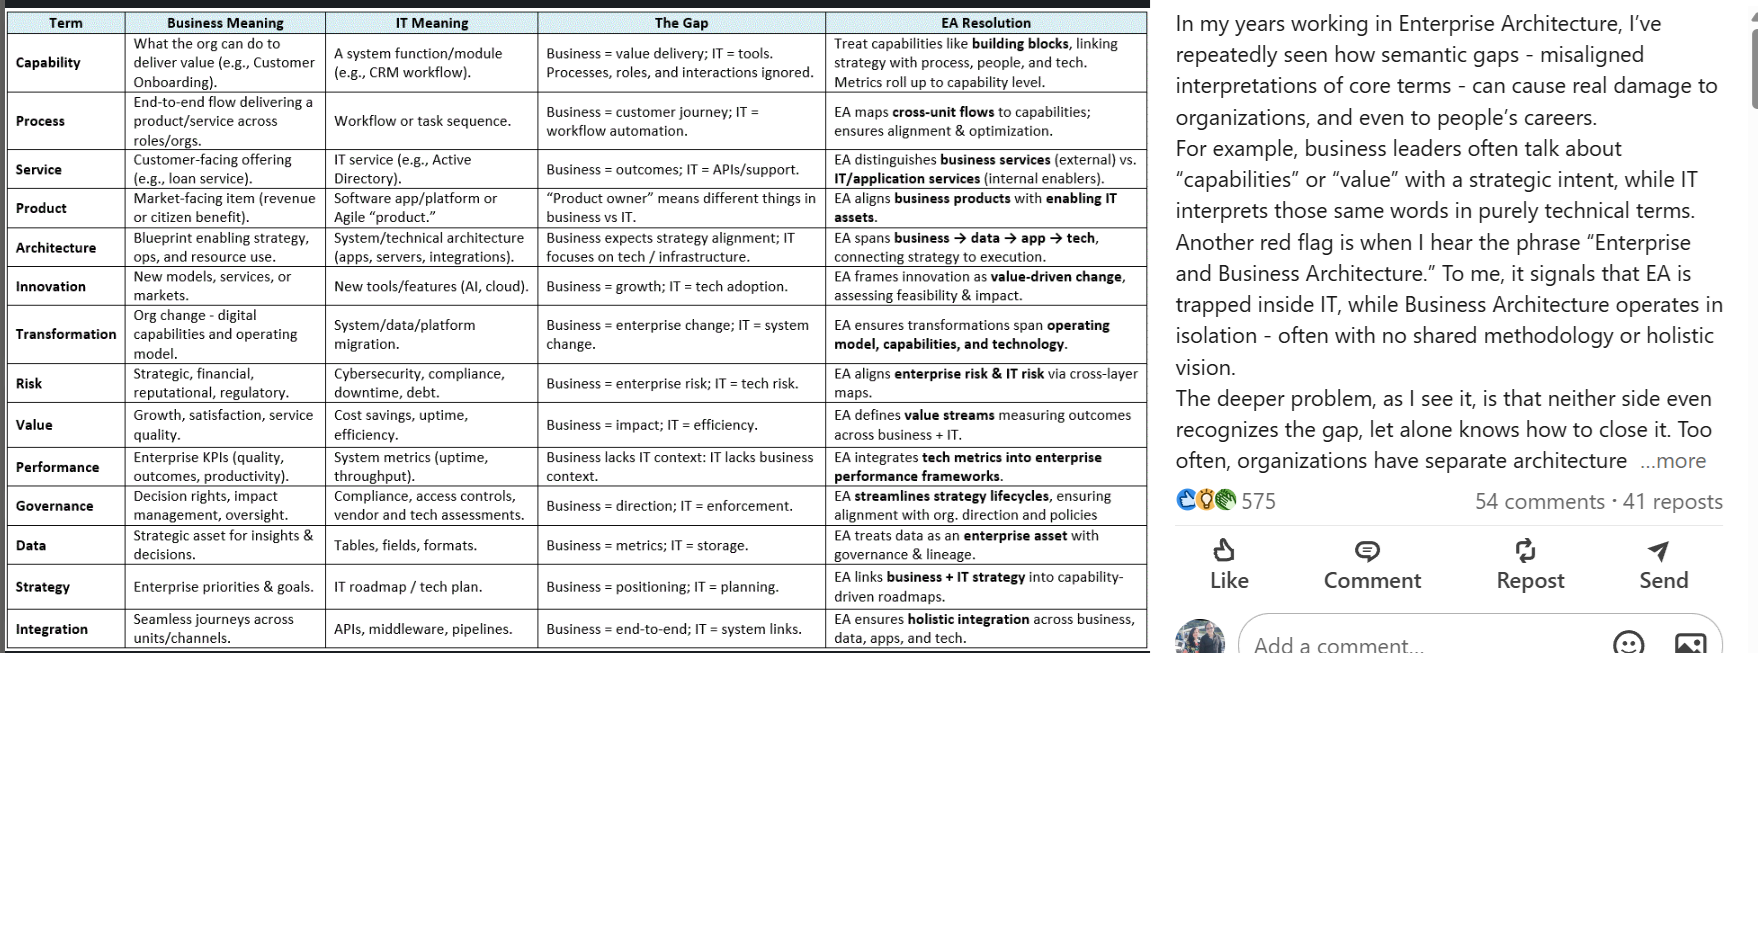 Term
Business Meaning
IT Meaning
The Gap
EA Resolution
Capability
What the org can do to
deliver value (e.g., Customer
Onboarding).
A system function/module
(e.g., CRM workflow).
Business = value delivery; IT = tools.
Processes, roles, and interactions ignored.
Treat capabilities like building blocks, linking
strategy with process, people, and tech.
Metrics roll up to capability level.
Process
End-to-end flow delivering a
product/service across
roles/orgs.
Workflow or task sequence.
Business = customer journey; IT =
workflow automation.
EA maps cross-unit flows to capabilities;
ensures alignment & optimization.
Service
Customer-facing offering
(e.g., loan service).
IT service (e.g., Active
Directory).
Business = outcomes; IT = APIs/support.
EA distinguishes business services (external) vs.
IT/application services (internal enablers).
Product
Market-facing item (revenue
or citizen benefit).
Software app/platform or
Agile “product.”
“Product owner” means different things in
business vs IT.
EA aligns business products with enabling IT
assets.
Architecture
Blueprint enabling strategy,
ops, and resource use.
System/technical architecture
(apps, servers, integrations).
Business expects strategy alignment; IT
focuses on tech / infrastructure.
EA spans business → data → app → tech,
connecting strategy to execution.
Innovation
New models, services, or
markets.
New tools/features (AI, cloud).
Business = growth; IT = tech adoption.
EA frames innovation as value-driven change,
assessing feasibility & impact.
Transformation
Org change - digital
capabilities and operating
model.
System/data/platform
migration.
Business = enterprise change; IT = system
change.
EA ensures transformations span operating
model, capabilities, and technology.
Risk
Strategic, financial,
reputational, regulatory.
Cybersecurity, compliance,
downtime, debt.
Business = enterprise risk; IT = tech risk.
EA aligns enterprise risk & IT risk via cross-layer
maps.
Value
Growth, satisfaction, service
quality.
Cost savings, uptime,
efficiency.
Business = impact; IT = efficiency.
EA defines value streams measuring outcomes
across business + IT.
Performance
Enterprise KPIs (quality,
outcomes, productivity).
System metrics (uptime,
throughput).
Business lacks IT context: IT lacks business
context.
EA integrates tech metrics into enterprise
performance frameworks.
Governance
Decision rights, impact
management, oversight.
Compliance, access controls,
vendor and tech assessments.
Business = direction; IT = enforcement.
EA streamlines strategy lifecycles, ensuring
alignment with org. direction and policies
Data
Strategic asset for insights &
decisions.
Tables, fields, formats.
Business = metrics; IT = storage.
EA treats data as an enterprise asset with
governance & lineage.
Strategy
Enterprise priorities & goals.
IT roadmap / tech plan.
Business = positioning; IT = planning.
EA links business + IT strategy into capability-
driven roadmaps.
Integration
Seamless journeys across
units/channels.
APIs, middleware, pipelines.
Business = end-to-end; IT = system links.
EA ensures holistic integration across business,
data, apps, and tech.
In my years working in Enterprise Architecture, I’ve
repeatedly seen how semantic gaps - misaligned
interpretations of core terms - can cause real damage to
organizations, and even to people’s careers.
For example, business leaders often talk about
“capabilities” or “value” with a strategic intent, while IT
interprets those same words in purely technical terms.
Another red flag is when I hear the phrase “Enterprise
and Business Architecture.” To me, it signals that EA is
trapped inside IT, while Business Architecture operates in
isolation - often with no shared methodology or holistic
vision.
The deeper problem, as I see it, is that neither side even
recognizes the gap, let alone knows how to close it. Too
often, organizations have separate architecture ...more
575
54 comments · 41 reposts
Like
Comment
Repost
Send
Add a comment...